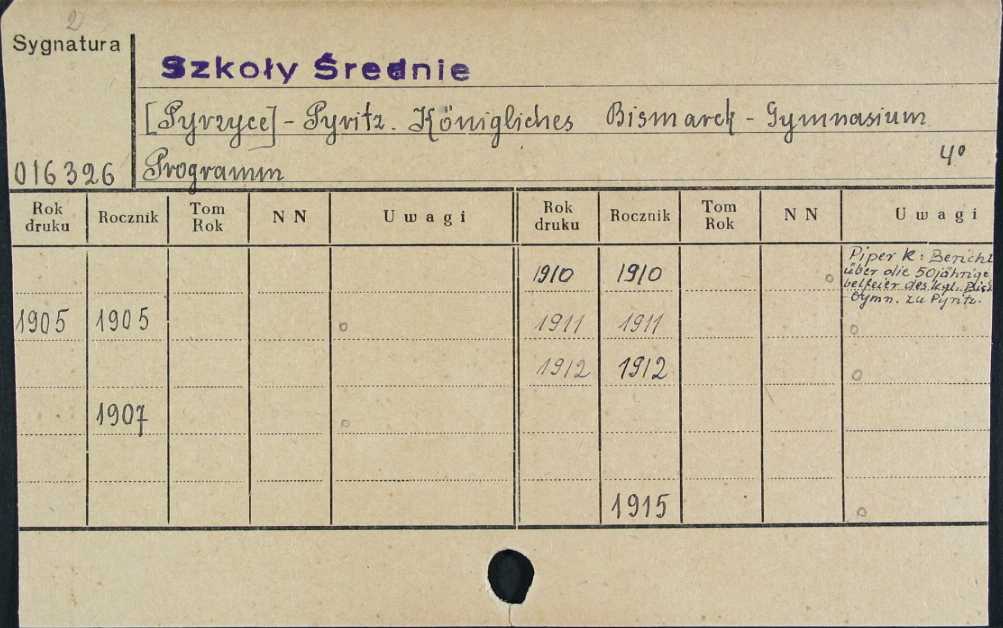 2
Sygnatura
Szkoły Średnie
[Pyrzyce] - Pyritz. Königliches Bismarck - Gymnasium
016326 Programm 4°
Rok druku Rocznik Tom Rok N N Uwagi Rok druku Rocznik Tom Rok N N Uwagi
1910 1910 Piper K: Bericht
über die 50jährige
belfeier des kgl. Bis
Gymn. zu Pyritz.
1905 1905 1911 1911
1912 1912
1907
1915